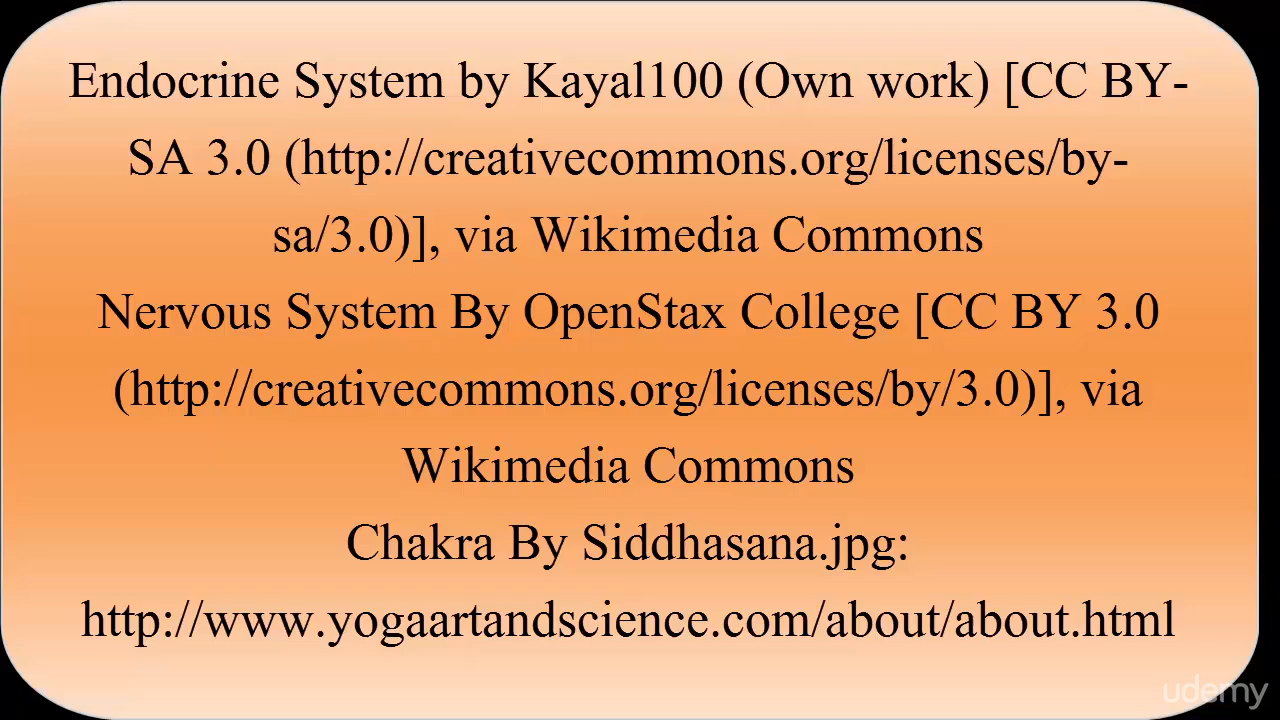 Endocrine System by Kayal100 (Own work) [CC BY-
SA 3.0 (http://creativecommons.org/licenses/by-
sa/3.0)], via Wikimedia Commons
Nervous System By OpenStax College [CC BY 3.0
(http://creativecommons.org/licenses/by/3.0)], via
Wikimedia Commons
Chakra By Siddhasana.jpg:
http://www.yogaartandscience.com/about/about.html
udemy